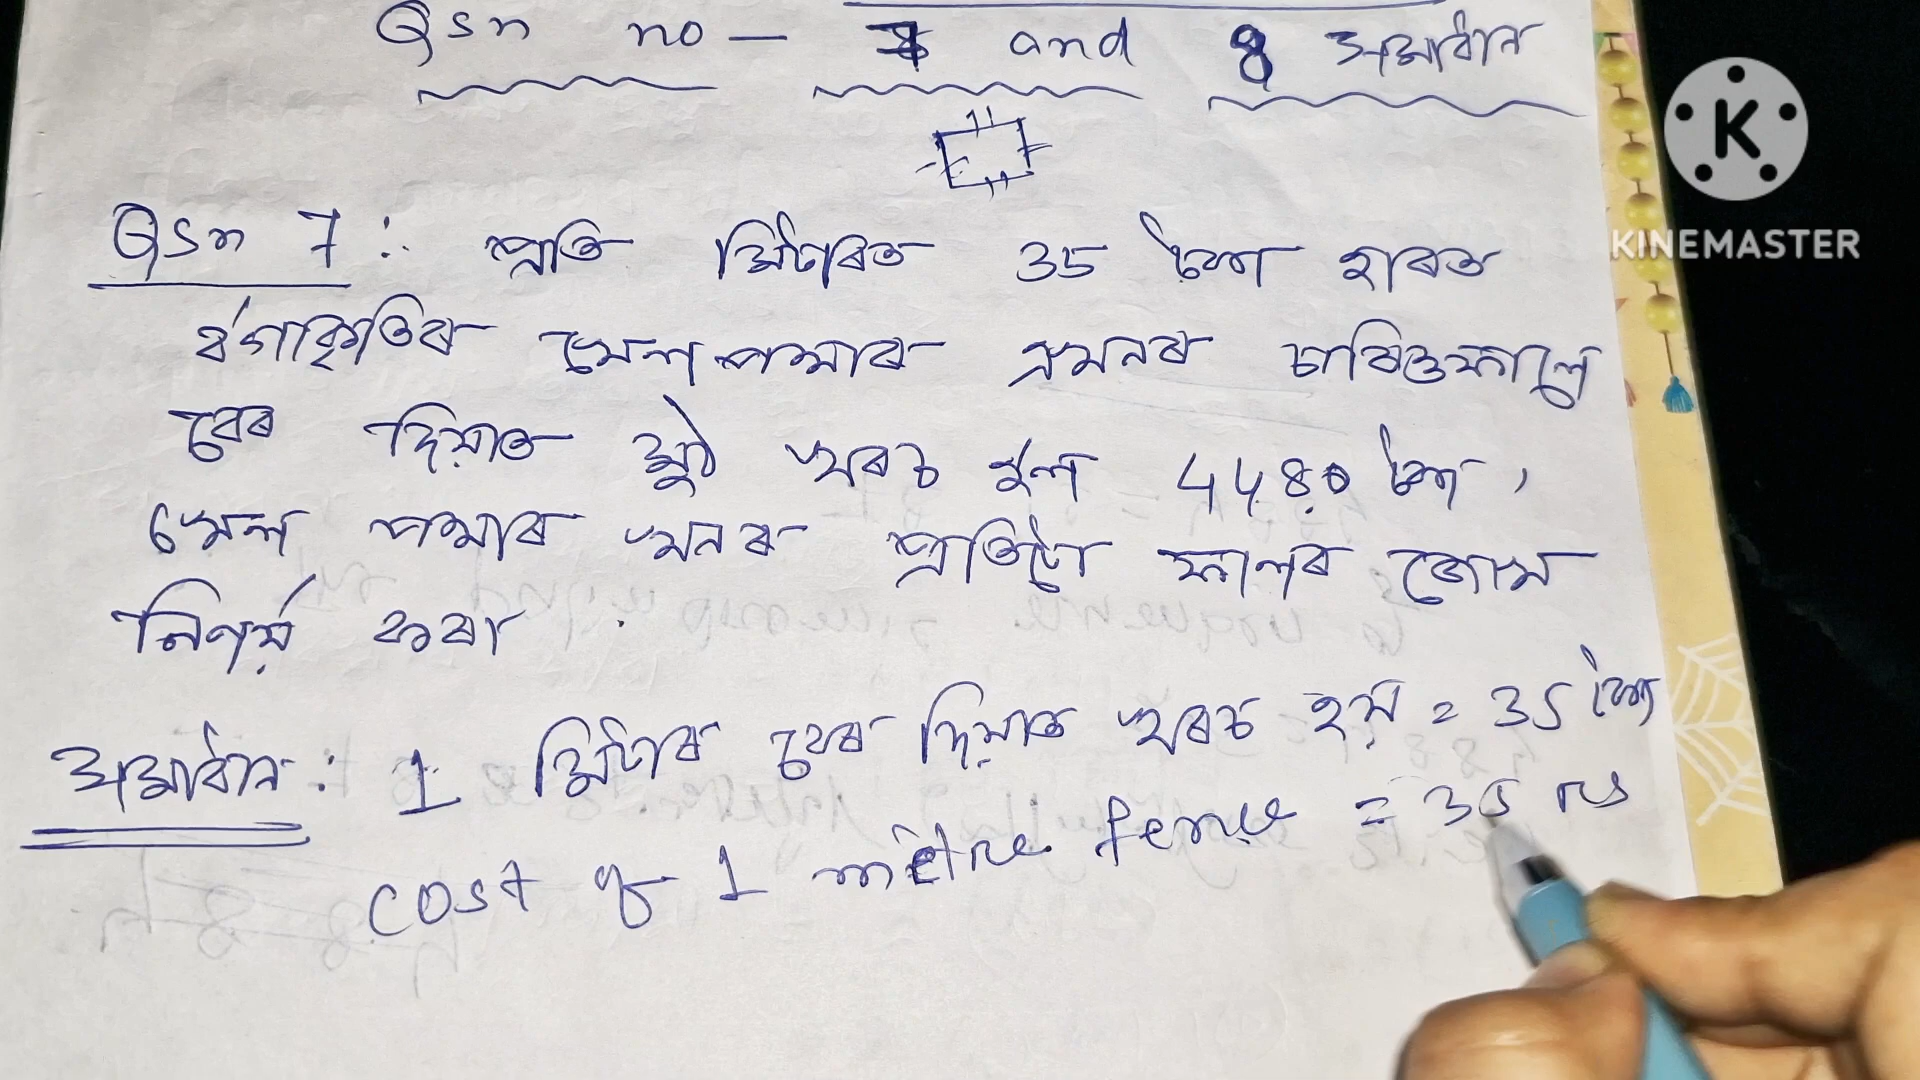 Qsn no — 7 and 8 সমাধান
KINEMASTER
Qsn 7: প্ৰতি মিটাৰত 35 টকা হাৰত
বৰ্গাকৃতিৰ খেলপথাৰ এখনৰ চাৰিওফালে
বেৰ দিয়াত মুঠ খৰচ হ'ল 4480 টকা,
খেল পথাৰ খনৰ প্ৰতিটো ফালৰ জোখ
নিৰ্ণয় কৰা
সমাধান: 1 মিটাৰ বেৰ দিয়াত খৰচ হয় = 35 টকা
cost of 1 metre fence = 35 rs